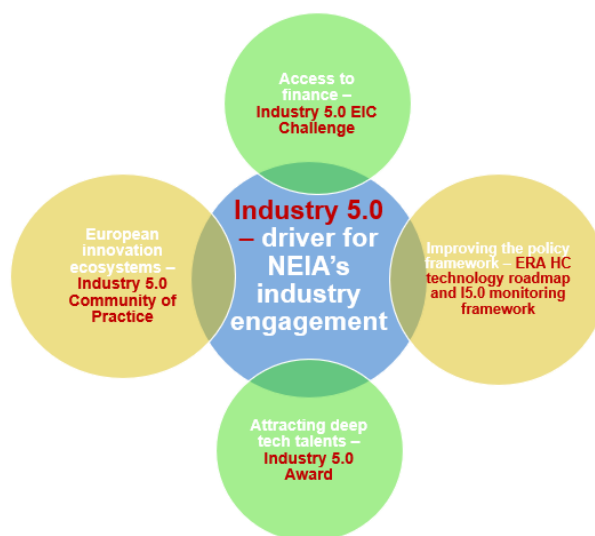 Access to
finance –
Industry 5.0 EIC
Challenge
European
innovation
ecosystems –
Industry 5.0
Community of
Practice
Industry 5.0
– driver for
NEIA's
industry
engagement
Improving the policy
framework – ERA HC
technology roadmap
and I5.0 monitoring
framework
Attracting deep
tech talents –
Industry 5.0
Award